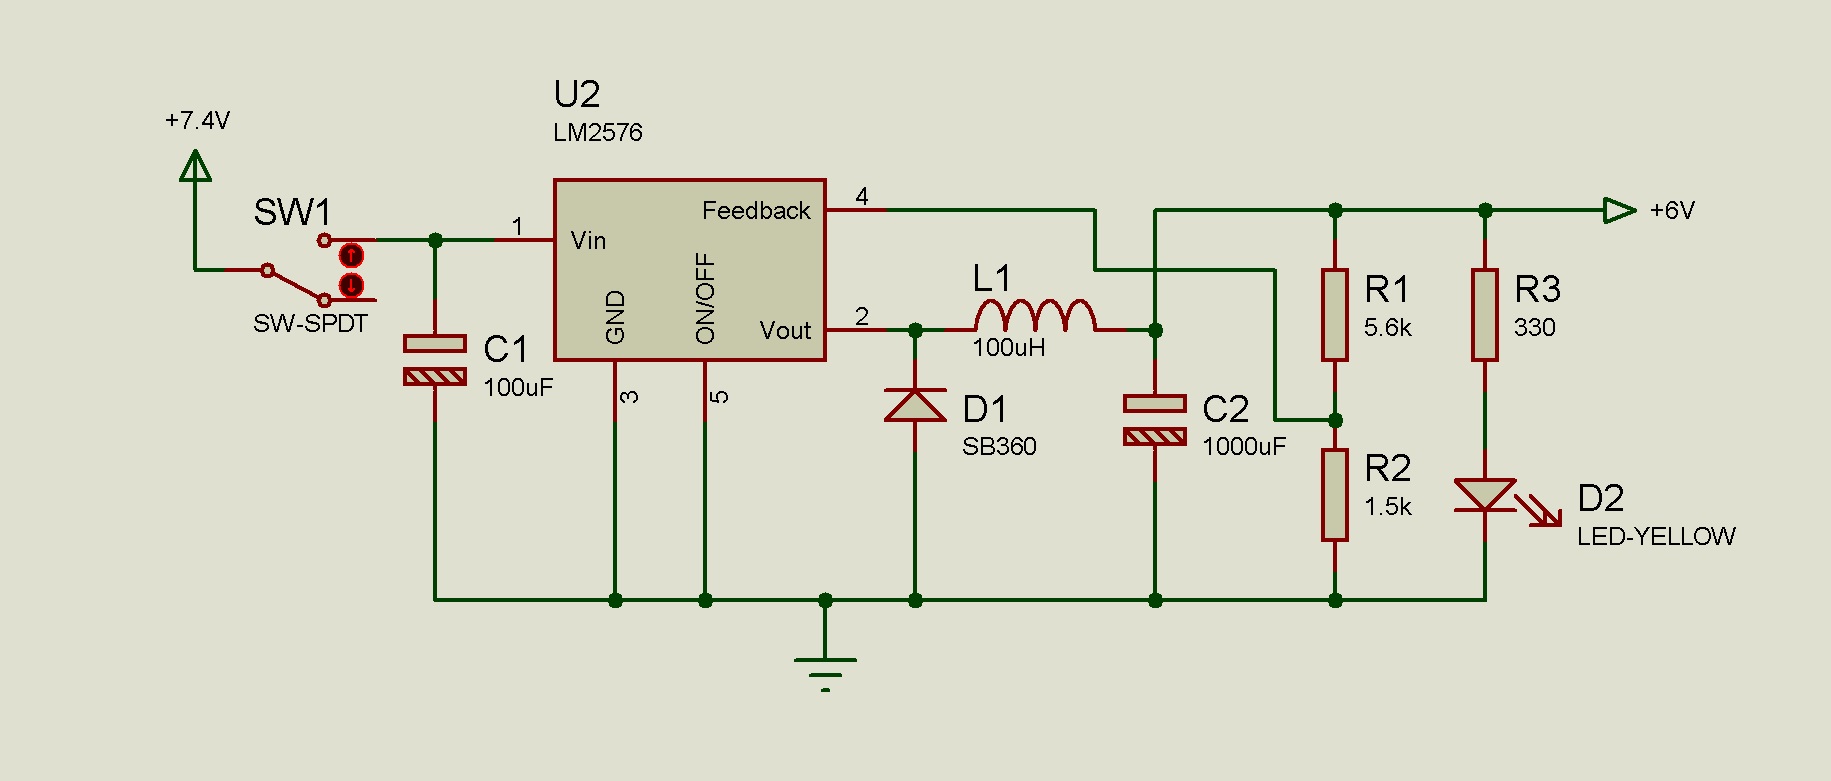 U2
LM2576
+7.4V
SW1
SW-SPDT
1
Vin
GND
ON/OFF
Feedback
Vout
4
2
3
5
C1
100uF
L1
100uH
D1
SB360
C2
1000uF
+6V
R1
5.6k
R3
330
R2
1.5k
D2
LED-YELLOW